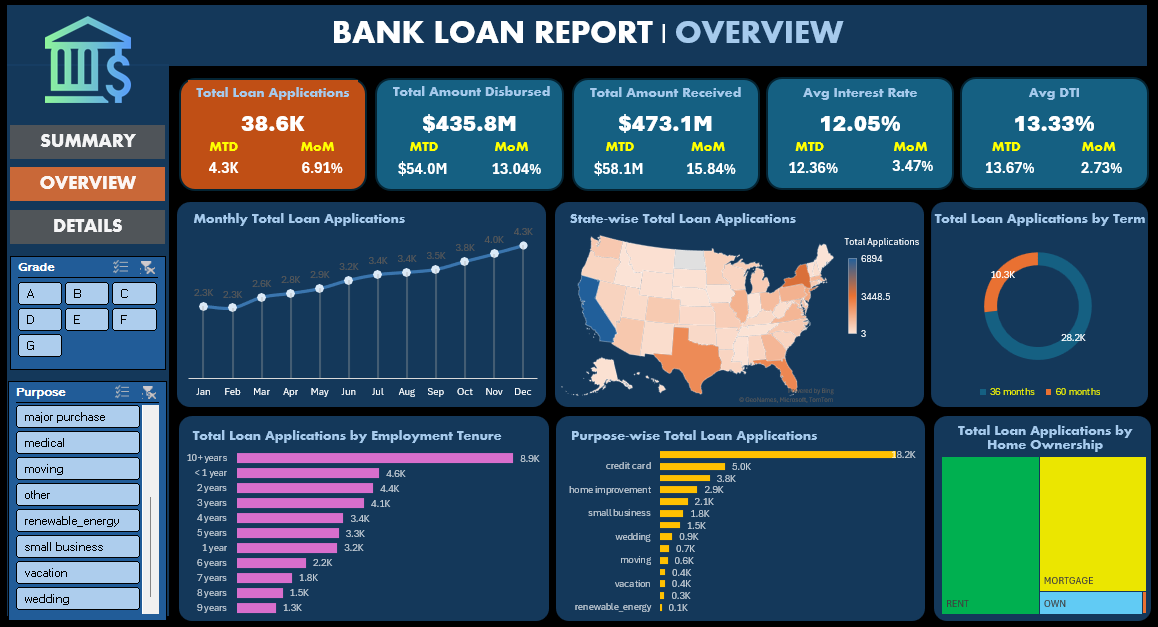 BANK LOAN REPORT | OVERVIEW
SUMMARY
OVERVIEW
DETAILS
Grade
A
B
C
D
E
F
G
Purpose
major purchase
medical
moving
other
renewable_energy
small business
vacation
wedding
Total Loan Applications
38.6K
MTD MoM
4.3K 6.91%
Total Amount Disbursed
$435.8M
MTD MoM
$54.0M 13.04%
Total Amount Received
$473.1M
MTD MoM
$58.1M 15.84%
Avg Interest Rate
12.05%
MTD MoM
12.36% 3.47%
Avg DTI
13.33%
MTD MoM
13.67% 2.73%
Monthly Total Loan Applications
2.3K 2.3K 2.6K 2.8K 2.9K 3.2K 3.4K 3.4K 3.5K 3.8K 4.0K 4.3K
Jan Feb Mar Apr May Jun Jul Aug Sep Oct Nov Dec
State-wise Total Loan Applications
Total Applications
6894
3448.5
3
Powered by Bing
© GeoNames, Microsoft, TomTom
Total Loan Applications by Term
10.3K
28.2K
36 months 60 months
Total Loan Applications by Employment Tenure
10+ years 8.9K
< 1 year 4.6K
2 years 4.4K
3 years 4.1K
4 years 3.4K
5 years 3.3K
1 year 3.2K
6 years 2.2K
7 years 1.8K
8 years 1.5K
9 years 1.3K
Purpose-wise Total Loan Applications
18.2K
credit card 5.0K
3.8K
home improvement 2.9K
2.1K
small business 1.8K
1.5K
wedding 0.9K
0.7K
moving 0.6K
0.4K
vacation 0.4K
0.3K
renewable_energy 0.1K
Total Loan Applications by
Home Ownership
MORTGAGE
RENT
OWN